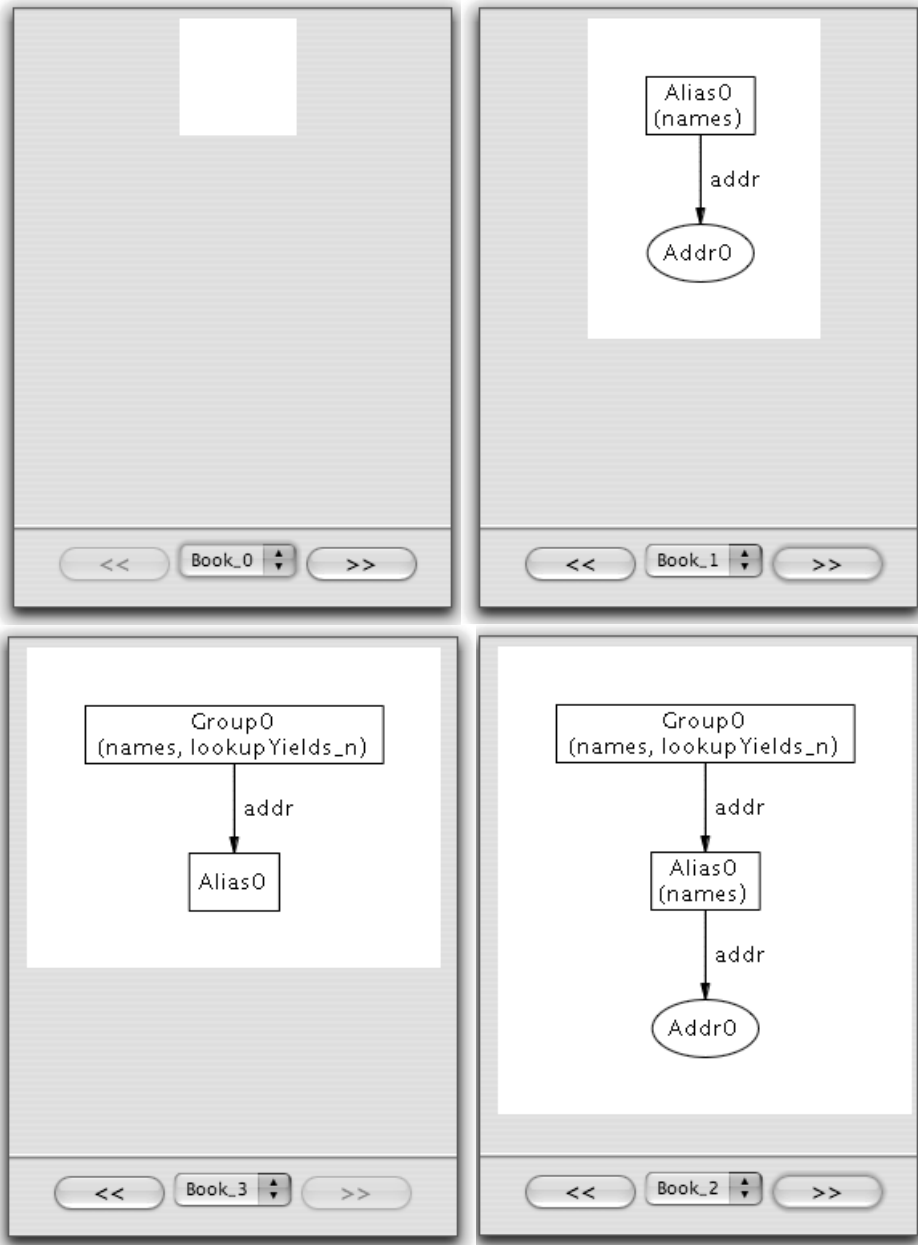 << Book_0 >>
Alias0
(names)
addr
Addr0
<< Book_1 >>
Group0
(names, lookupYields_n)
addr
Alias0
<< Book_3 >>
Group0
(names, lookupYields_n)
addr
Alias0
(names)
addr
Addr0
<< Book_2 >>